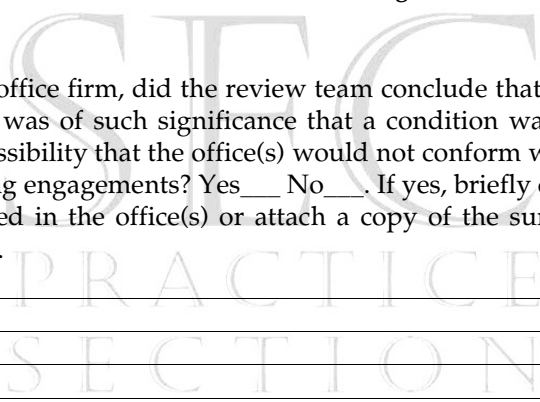 SEC
office firm, did the review team conclude that
was of such significance that a condition wa
ssibility that the office(s) would not conform w
g engagements? Yes___ No___. If yes, briefly
ed in the office(s) or attach a copy of the su
.
PRACTICE
SECTION